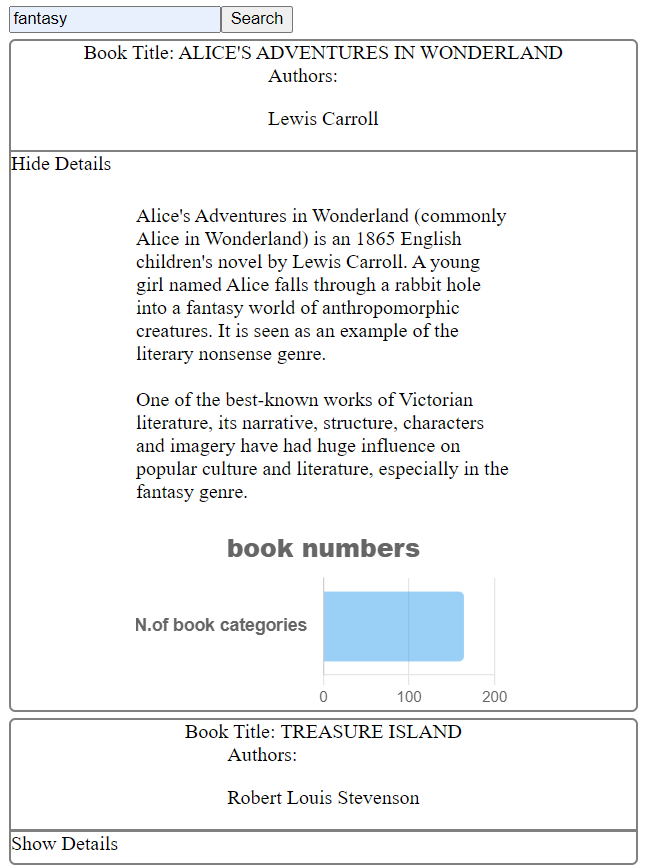 fantasy Search
Book Title: ALICE'S ADVENTURES IN WONDERLAND
Authors:
Lewis Carroll
Hide Details
Alice's Adventures in Wonderland (commonly
Alice in Wonderland) is an 1865 English
children's novel by Lewis Carroll. A young
girl named Alice falls through a rabbit hole
into a fantasy world of anthropomorphic
creatures. It is seen as an example of the
literary nonsense genre.
One of the best-known works of Victorian
literature, its narrative, structure, characters
and imagery have had huge influence on
popular culture and literature, especially in the
fantasy genre.
book numbers
N.of book categories
0 100 200
Book Title: TREASURE ISLAND
Authors:
Robert Louis Stevenson
Show Details